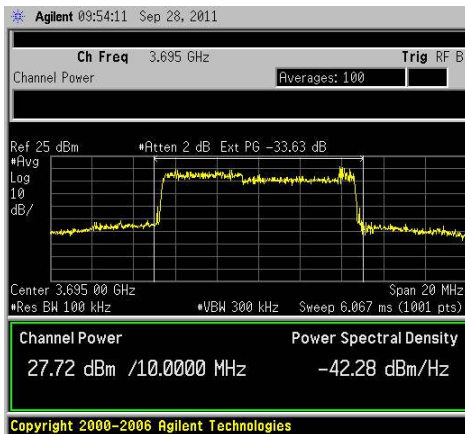 Agilent 09:54:11 Sep 28, 2011
Ch Freq 3.695 GHz Trig RF B
Channel Power Averages: 100
Ref 25 dBm #Atten 2 dB Ext PG -33.63 dB
#Avg
Log
10
dB/
Center 3.695 00 GHz Span 20 MHz
#Res BW 100 kHz #VBW 300 kHz Sweep 6.067 ms (1001 pts)
Channel Power Power Spectral Density
27.72 dBm /10.0000 MHz -42.28 dBm/Hz
Copyright 2000-2006 Agilent Technologies